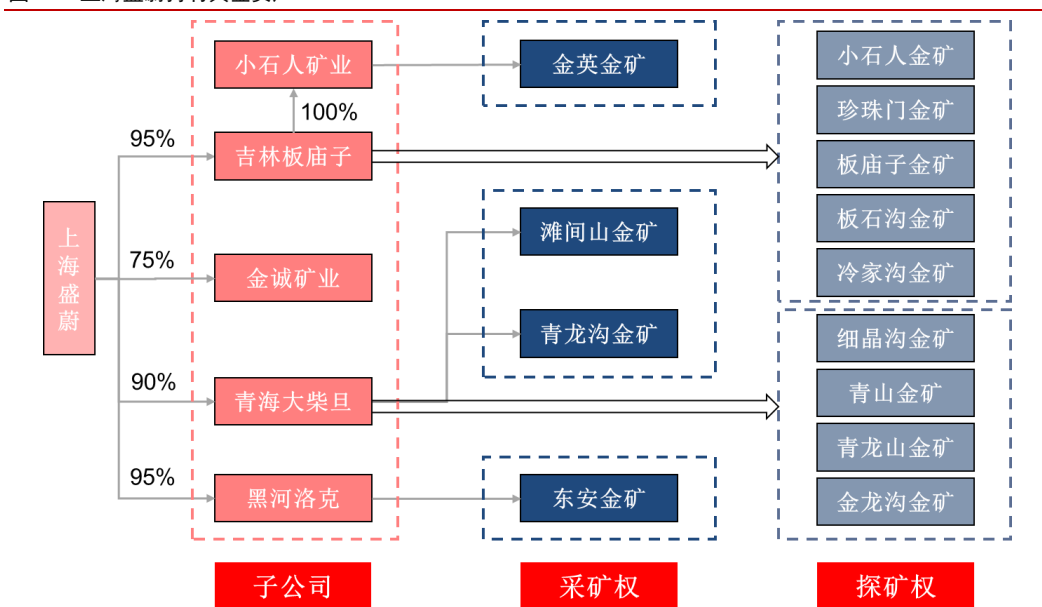 小石人矿业
金英金矿
小石人金矿
100%
珍珠门金矿
95%
吉林板庙子
板庙子金矿
上海盛蔚
滩间山金矿
板石沟金矿
75%
金诚矿业
冷家沟金矿
青龙沟金矿
细晶沟金矿
90%
青海大柴旦
青山金矿
青龙山金矿
95%
黑河洛克
东安金矿
金龙沟金矿
子公司
采矿权
探矿权